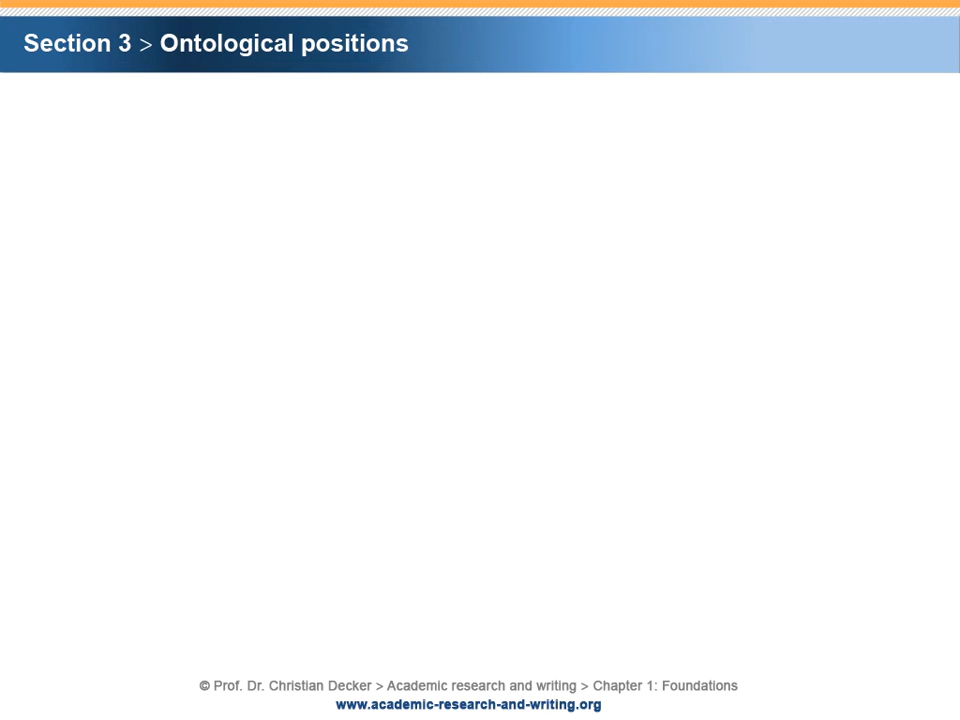 Section 3 > Ontological positions
© Prof. Dr. Christian Decker > Academic research and writing > Chapter 1: Foundations
www.academic-research-and-writing.org